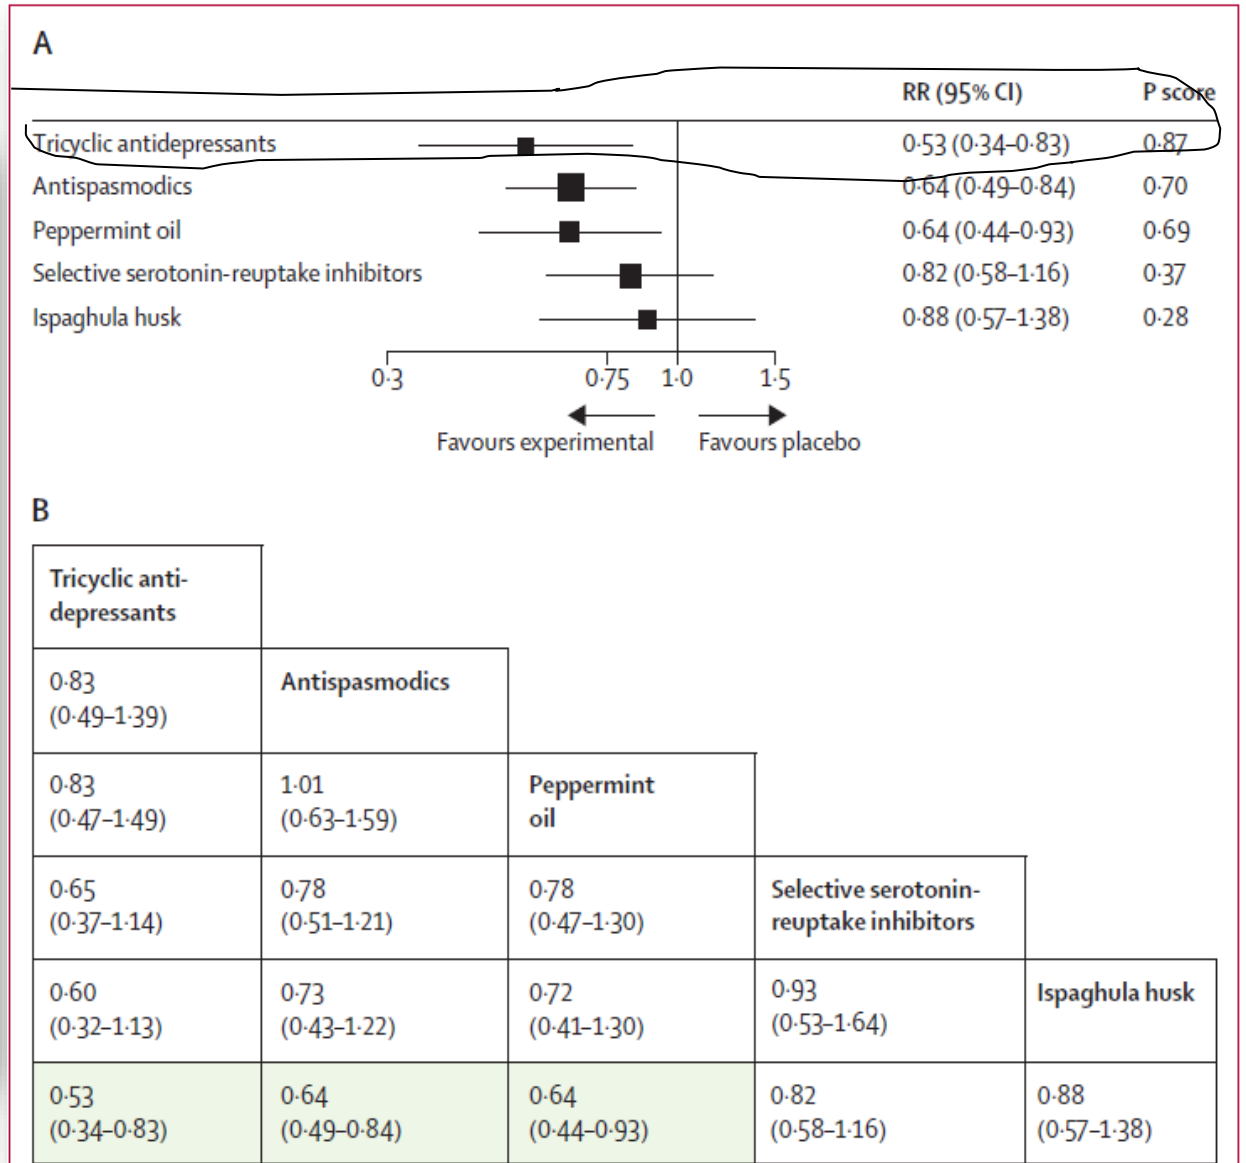 A
RR (95% CI) P score
Tricyclic antidepressants 0·53 (0·34–0·83) 0·87
Antispasmodics 0·64 (0·49–0·84) 0·70
Peppermint oil 0·64 (0·44–0·93) 0·69
Selective serotonin-reuptake inhibitors 0·82 (0·58–1·16) 0·37
Ispaghula husk 0·88 (0·57–1·38) 0·28
0·3 0·75 1·0 1·5
Favours experimental Favours placebo
B
Tricyclic anti-
depressants
0·83 Antispasmodics
(0·49–1·39)
0·83 1·01 Peppermint
(0·47–1·49) (0·63–1·59) oil
0·65 0·78 0·78 Selective serotonin-
(0·37–1·14) (0·51–1·21) (0·47–1·30) reuptake inhibitors
0·60 0·73 0·72 0·93 Ispaghula husk
(0·32–1·13) (0·43–1·22) (0·41–1·30) (0·53–1·64)
0·53 0·64 0·64 0·82 0·88
(0·34–0·83) (0·49–0·84) (0·44–0·93) (0·58–1·16) (0·57–1·38)